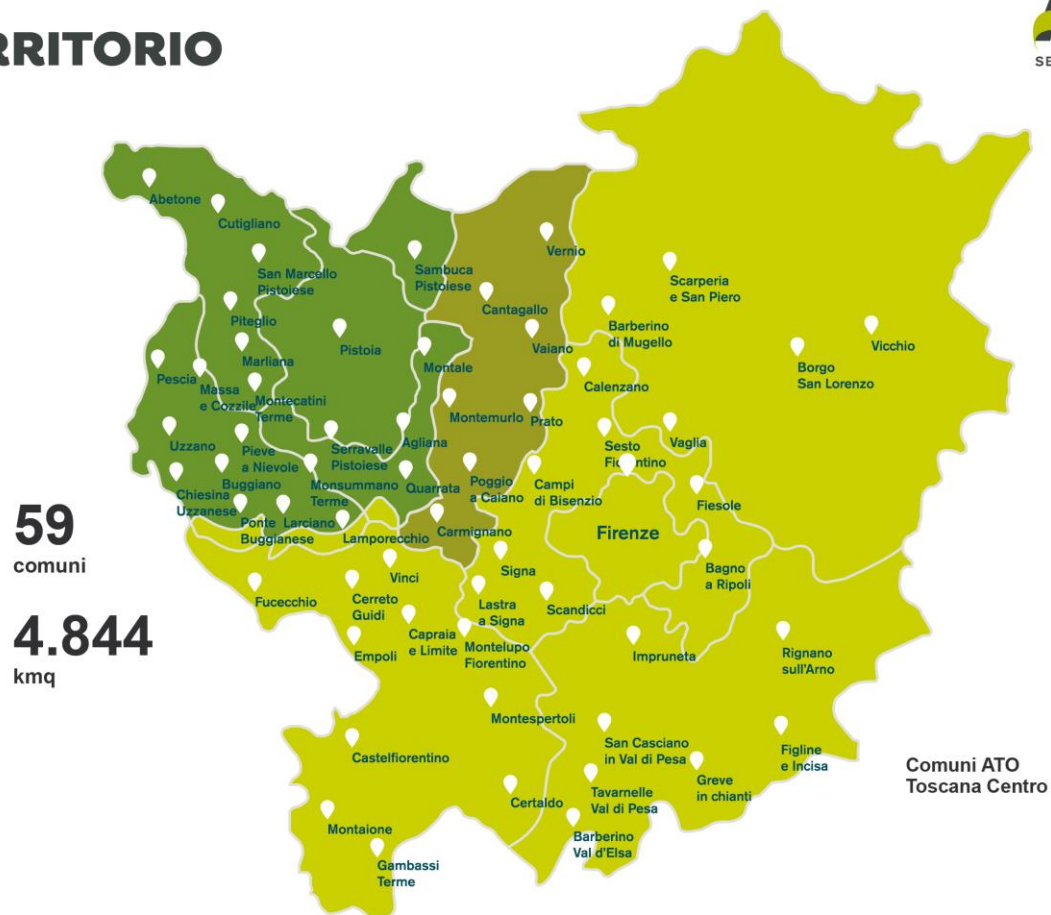 RRITORIO
SE
Abetone
Cutigliano
San Marcello
Pistoiese
Sambuca
Pistoiese
Vernio
Scarperia
e San Piero
Piteglio
Cantagallo
Barberino
di Mugello
Pistoia
Vaiano
Vicchio
Marliana
Montale
Borgo
San Lorenzo
Pescia
Massa
e Cozzile
Calenzano
Montecatini
Terme
Montemurlo
Prato
Uzzano
Pieve
a Nievole
Serravalle
Pistoiese
Agliana
Sesto
Fiorentino
Vaglia
Chiesina
Uzzanese
Buggiano
Monsummano
Terme
Quarrata
Poggio
a Caiano
Campi
di Bisenzio
Fiesole
Ponte
Buggianese
Larciano
Lamporecchio
Carmignano
Firenze
59
comuni
Signa
Bagno
a Ripoli
Vinci
Fucecchio
Cerreto
Guidi
Lastra
a Signa
Scandicci
4.844
kmq
Empoli
Capraia
e Limite
Montelupo
Fiorentino
Impruneta
Rignano
sull'Arno
Montespertoli
Castelfiorentino
San Casciano
in Val di Pesa
Figline
e Incisa
Comuni ATO
Toscana Centro
Certaldo
Tavarnelle
Val di Pesa
Greve
in chianti
Montaione
Barberino
Val d'Elsa
Gambassi
Terme